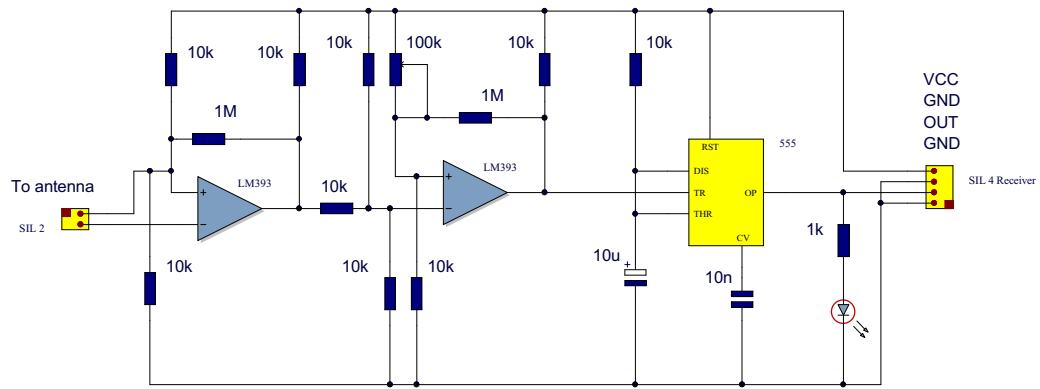 10k
10k
10k
100k
10k
10k
1M
1M
VCC
GND
OUT
GND
RST
555
To antenna
LM393
LM393
DIS
TR
OP
THR
CV
SIL 4 Receiver
SIL 2
+
−
+
−
10k
1k
10k
10k
10k
10u
+
10n